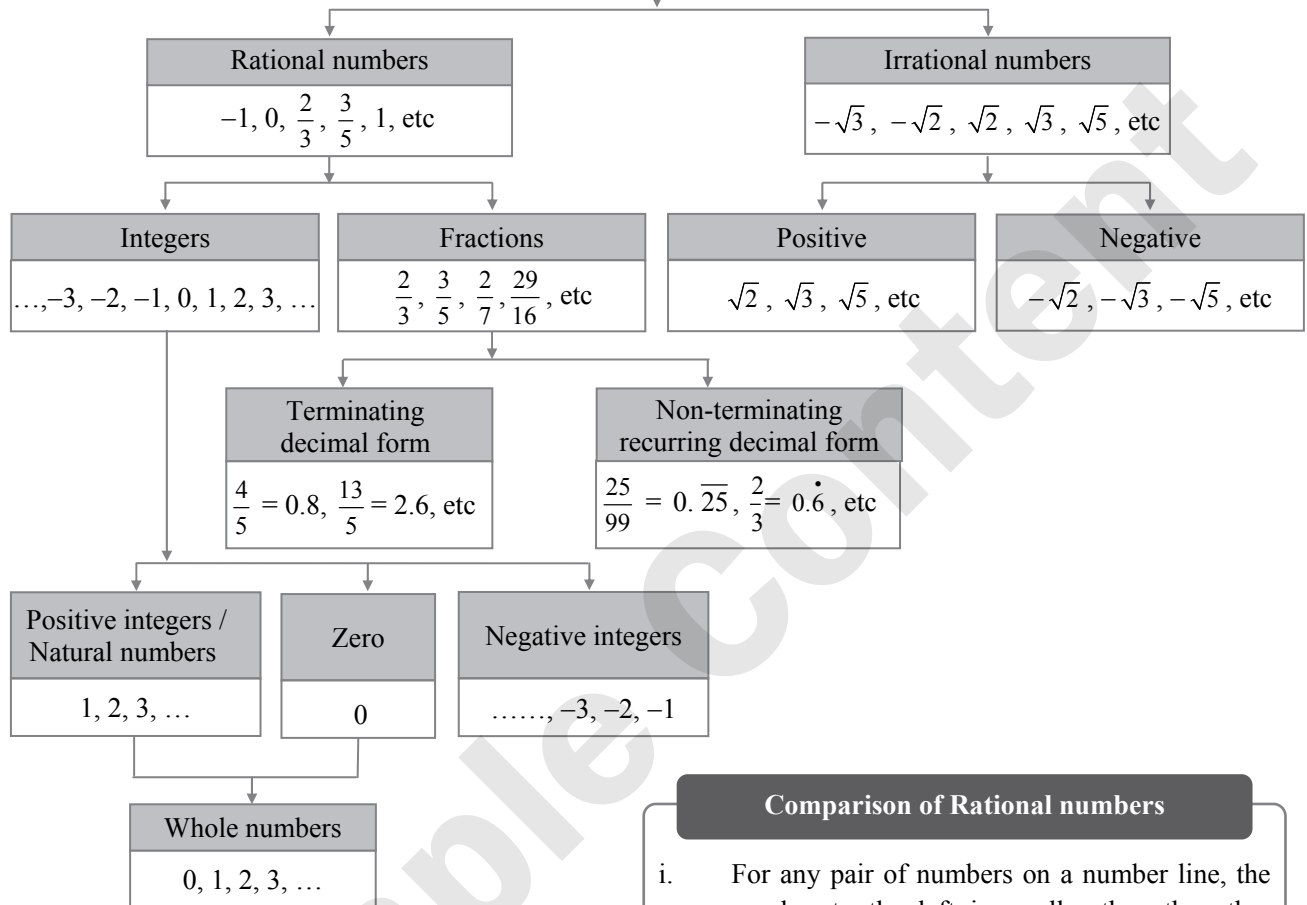 Rational numbers
–1, 0, 2/3, 3/5, 1, etc
Irrational numbers
–√3, –√2, √2, √3, √5, etc
Integers
…,–3, –2, –1, 0, 1, 2, 3, …
Fractions
2/3, 3/5, 2/7, 29/16, etc
Positive
√2, √3, √5, etc
Negative
–√2, –√3, –√5, etc
Terminating
decimal form
4/5 = 0.8, 13/5 = 2.6, etc
Non-terminating
recurring decimal form
25/99 = 0.2̅5̅, 2/3 = 0.6̇, etc
Positive integers /
Natural numbers
1, 2, 3, …
Zero
0
Negative integers
……, –3, –2, –1
Whole numbers
0, 1, 2, 3, …
Comparison of Rational numbers
i. For any pair of numbers on a number line, the
ple Content